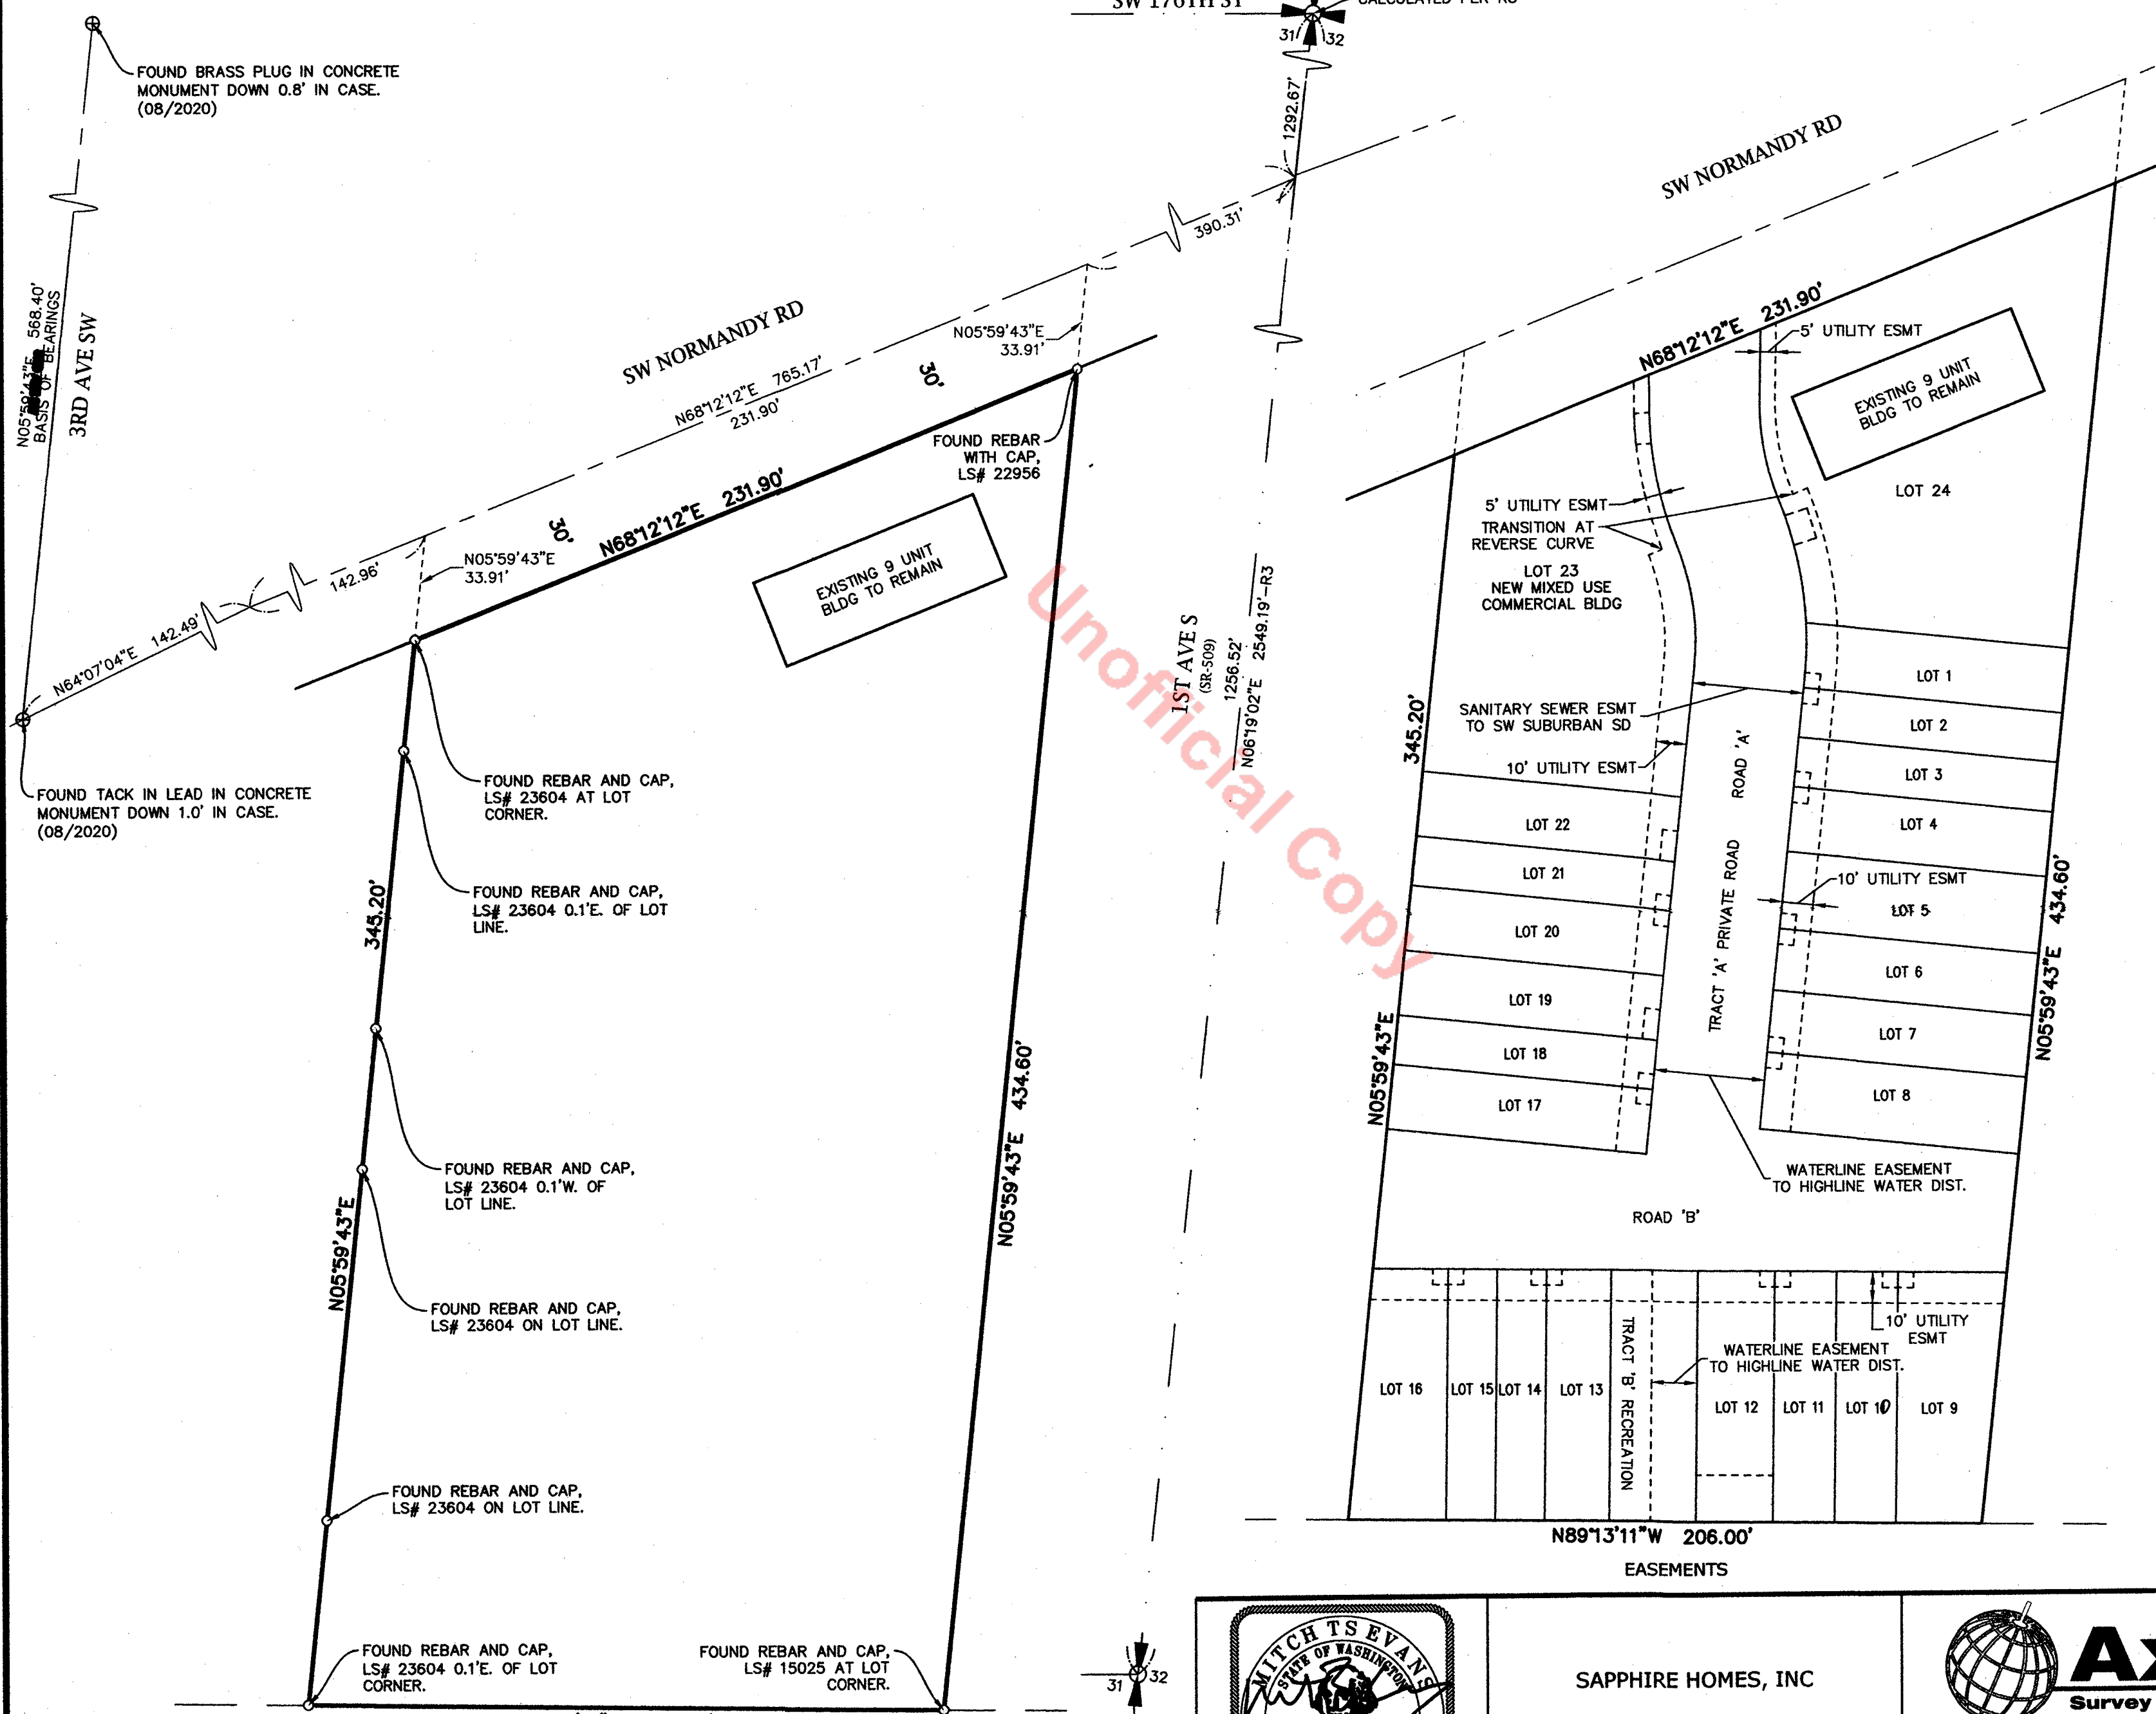 SW 176TH ST
31
32
1292.67'
FOUND BRASS PLUG IN CONCRETE
MONUMENT DOWN 0.8' IN CASE.
(08/2020)
N05°59'43"E 568.40'
BASIS OF BEARINGS
3RD AVE SW
SW NORMANDY RD
N68°12'12"E 765.17'
231.90'
390.31'
30'
30'
N05°59'43"E
33.91'
N68°12'12"E 231.90'
FOUND REBAR
WITH CAP,
LS# 22956
N05°59'43"E
33.91'
142.96'
N64°07'04"E 142.49'
EXISTING 9 UNIT
BLDG TO REMAIN
FOUND TACK IN LEAD IN CONCRETE
MONUMENT DOWN 1.0' IN CASE.
(08/2020)
FOUND REBAR AND CAP,
LS# 23604 AT LOT
CORNER.
FOUND REBAR AND CAP,
LS# 23604 0.1'E. OF LOT
LINE.
345.20'
N05°59'43"E
FOUND REBAR AND CAP,
LS# 23604 0.1'W. OF
LOT LINE.
FOUND REBAR AND CAP,
LS# 23604 ON LOT LINE.
FOUND REBAR AND CAP,
LS# 23604 ON LOT LINE.
FOUND REBAR AND CAP,
LS# 23604 0.1'E. OF LOT
CORNER.
FOUND REBAR AND CAP,
LS# 15025 AT LOT
CORNER.
N05°59'43"E 434.60'
1ST AVE S
(SR-509)
1256.52'
N06°19'02"E 2549.19'-R3
31
32
Unofficial Copy
SW NORMANDY RD
N68°12'12"E 231.90'
5' UTILITY ESMT
EXISTING 9 UNIT
BLDG TO REMAIN
LOT 24
5' UTILITY ESMT
TRANSITION AT
REVERSE CURVE
LOT 23
NEW MIXED USE
COMMERCIAL BLDG
SANITARY SEWER ESMT
TO SW SUBURBAN SD
10' UTILITY ESMT
345.20'
N05°59'43"E
LOT 22
LOT 21
LOT 20
LOT 19
LOT 18
LOT 17
TRACT 'A' PRIVATE ROAD ROAD 'A'
LOT 1
LOT 2
LOT 3
LOT 4
10' UTILITY ESMT
LOT 5
LOT 6
LOT 7
LOT 8
N05°59'43"E 434.60'
WATERLINE EASEMENT
TO HIGHLINE WATER DIST.
ROAD 'B'
10' UTILITY
ESMT
WATERLINE EASEMENT
TO HIGHLINE WATER DIST.
LOT 16
LOT 15
LOT 14
LOT 13
TRACT 'B' RECREATION
LOT 12
LOT 11
LOT 10
LOT 9
N89°13'11"W 206.00'
EASEMENTS
MITCH TS EVANS
STATE OF WASHINGTON
SAPPHIRE HOMES, INC
Survey